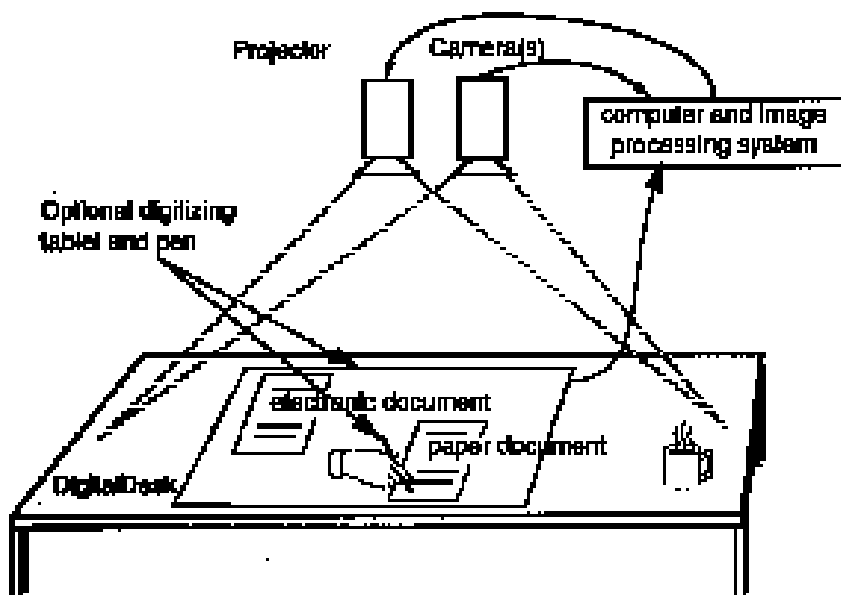 Projector
Camera(s)
computer and image
processing system
Optional digitizing
tablet and pen
electronic document
paper document
DigitalDesk